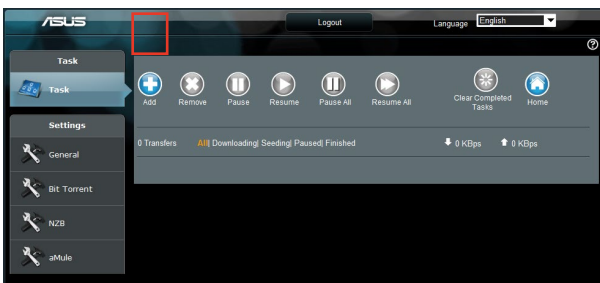 ASUS
Logout
Language English
?
Task
Task
Add Remove Pause Resume Pause All Resume All Clear Completed Tasks Home
Settings
0 Transfers All| Downloading| Seeding| Paused| Finished 0 KBps 0 KBps
General
Bit Torrent
NZB
aMule